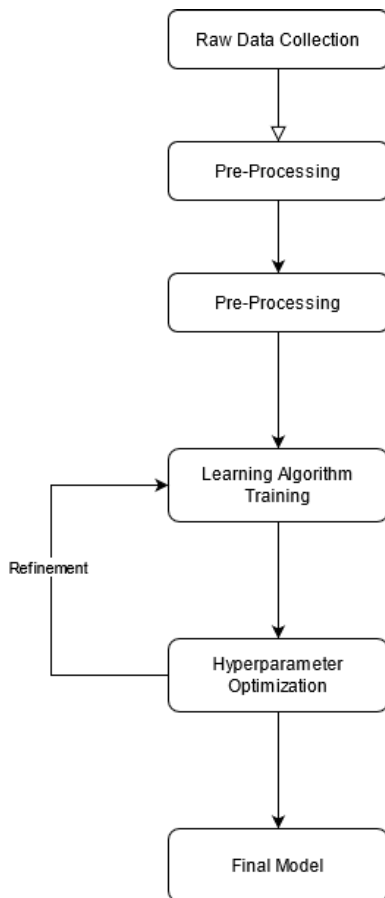 Raw Data Collection
Pre-Processing
Pre-Processing
Learning Algorithm
Training
Refinement
Hyperparameter
Optimization
Final Model